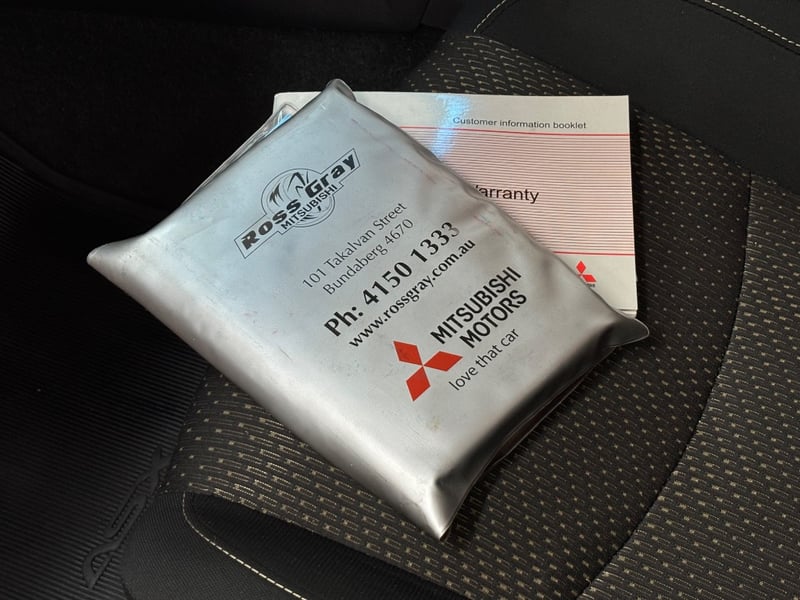 Ross Gray
MITSUBISHI
101 Takalvan Street
Bundaberg 4670
Ph: 4150 1333
www.rossgray.com.au
MITSUBISHI
MOTORS
love that car
Customer information booklet
Warranty